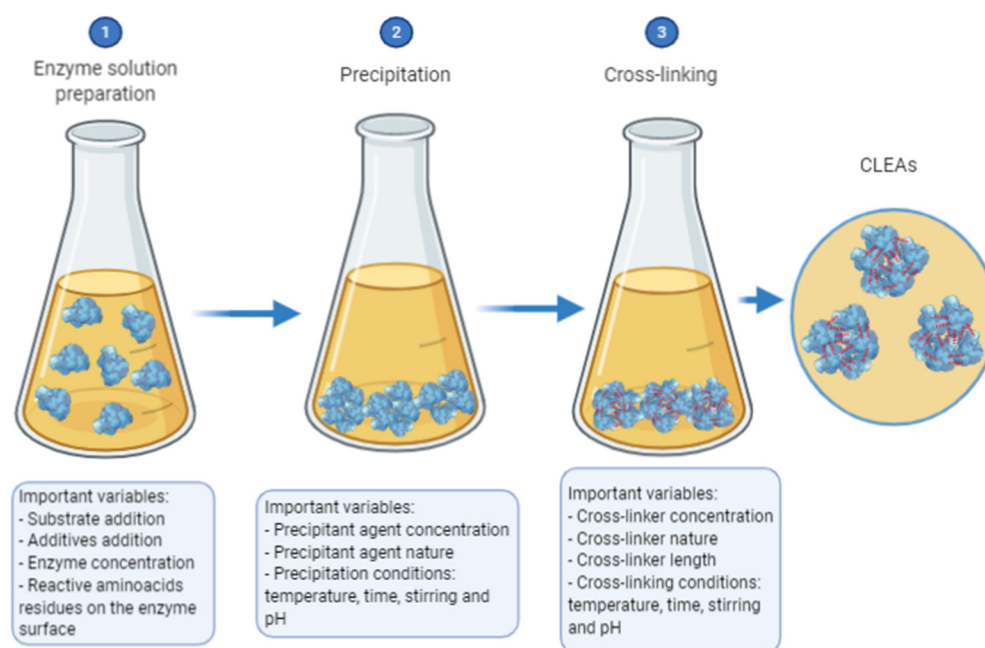 1
Enzyme solution
preparation
2
Precipitation
3
Cross-linking
CLEAs
Important variables:
- Substrate addition
- Additives addition
- Enzyme concentration
- Reactive aminoacids
residues on the enzyme
surface
Important variables:
- Precipitant agent concentration
- Precipitant agent nature
- Precipitation conditions:
temperature, time, stirring and
pH
Important variables:
- Cross-linker concentration
- Cross-linker nature
- Cross-linker length
- Cross-linking conditions:
temperature, time, stirring
and pH